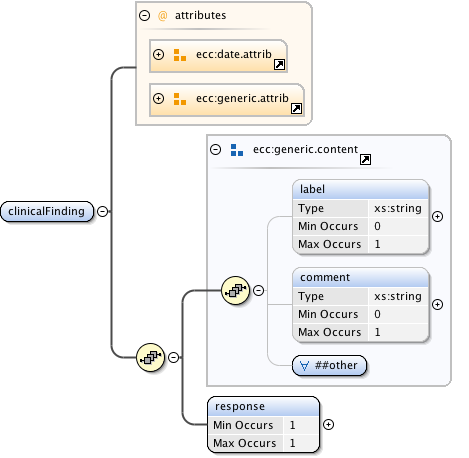 attributes
ecc:date.attrib
ecc:generic.attrib
ecc:generic.content
label
Type xs:string
Min Occurs 0
Max Occurs 1
clinicalFinding
comment
Type xs:string
Min Occurs 0
Max Occurs 1
##other
response
Min Occurs 1
Max Occurs 1